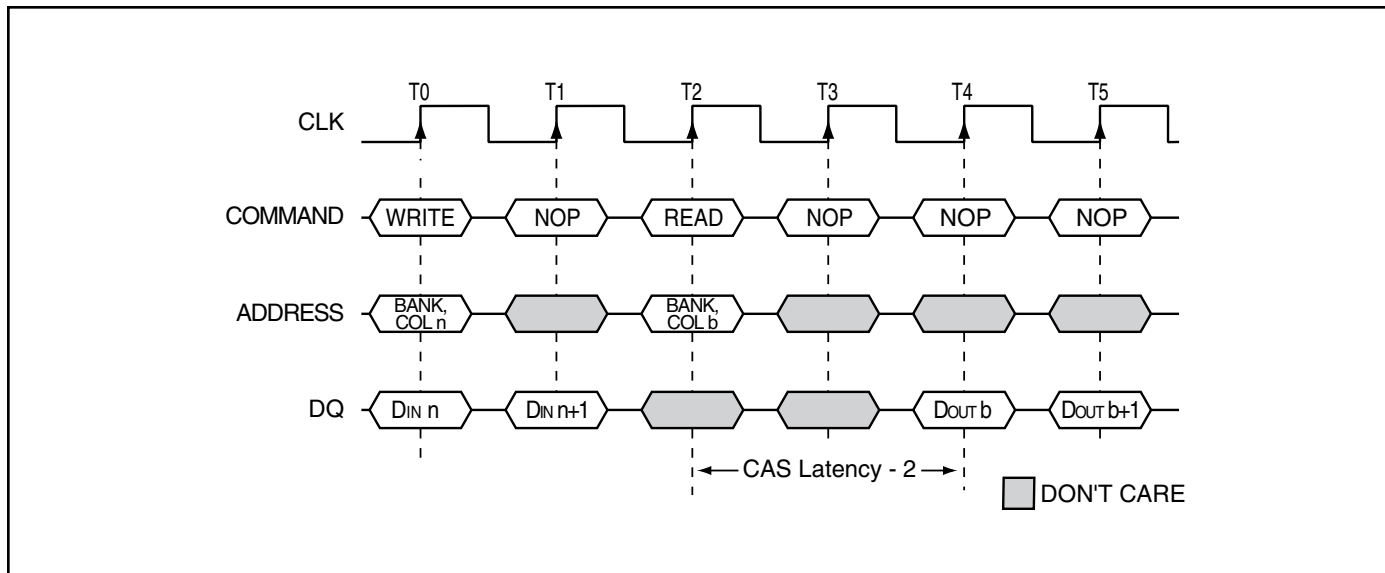 T0 T1 T2 T3 T4 T5
CLK
COMMAND WRITE NOP READ NOP NOP NOP
ADDRESS BANK, COL n BANK, COL b
DQ DIN n DIN n+1 DOUT b DOUT b+1
CAS Latency - 2
DON'T CARE